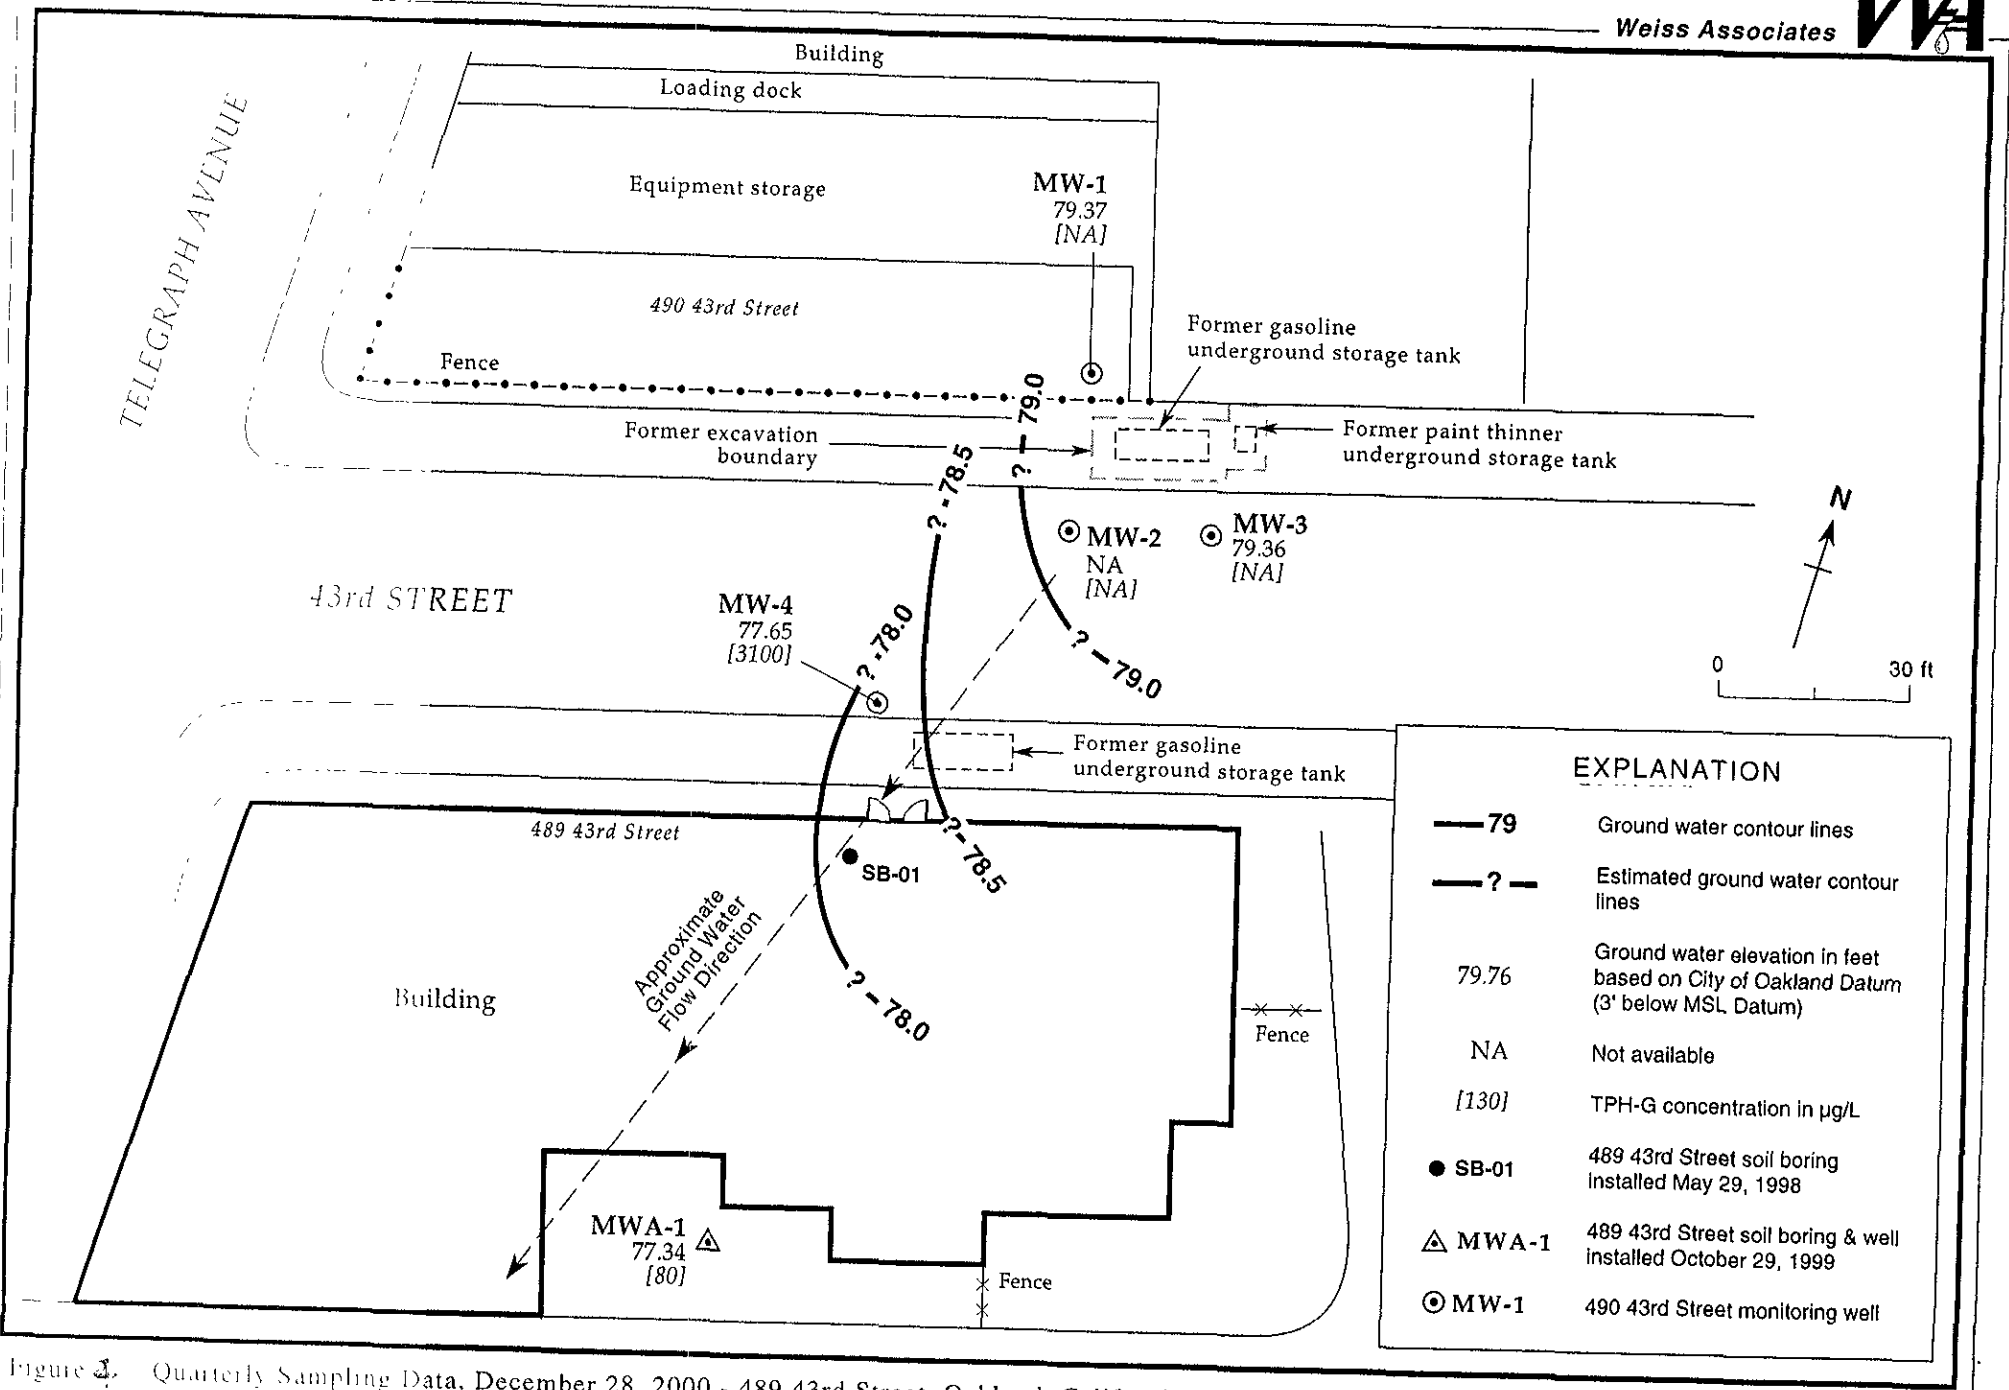 Weiss Associates
WA
Building
Loading dock
Equipment storage
MW-1
79.37
[NA]
TELEGRAPH AVENUE
490 43rd Street
Fence
Former gasoline
underground storage tank
79.0
?
Former excavation
boundary
Former paint thinner
underground storage tank
78.5
?
N
MW-2
NA
[NA]
MW-3
79.36
[NA]
43rd STREET
MW-4
77.65
[3100]
78.0
?
?
79.0
0 30 ft
Former gasoline
underground storage tank
489 43rd Street
SB-01
?
78.5
Approximate
Ground Water
Flow Direction
Building
?
78.0
Fence
MWA-1
77.34
[80]
Fence
EXPLANATION
79 Ground water contour lines
? Estimated ground water contour
lines
79.76 Ground water elevation in feet
based on City of Oakland Datum
(3' below MSL Datum)
NA Not available
[130] TPH-G concentration in µg/L
SB-01 489 43rd Street soil boring
installed May 29, 1998
MWA-1 489 43rd Street soil boring & well
installed October 29, 1999
MW-1 490 43rd Street monitoring well
Figure Quarterly Sampling Data, December 28, 2000 - 489 43rd Street, Oakland,